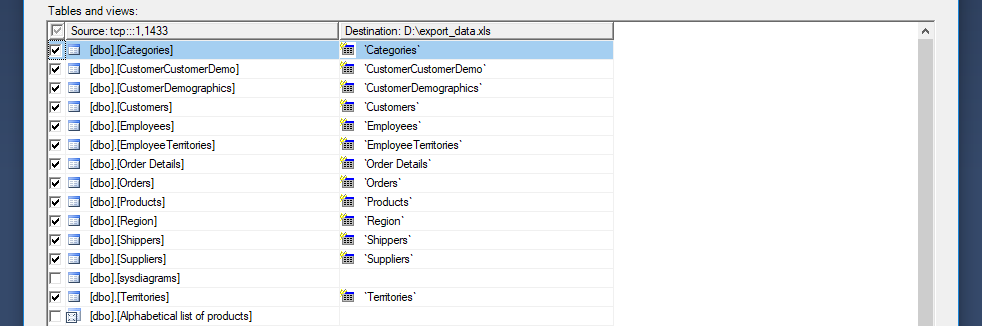 Tables and views:
Source: tcp:::1,1433 Destination: D:\export_data.xls
[dbo].[Categories] `Categories`
[dbo].[CustomerCustomerDemo] `CustomerCustomerDemo`
[dbo].[CustomerDemographics] `CustomerDemographics`
[dbo].[Customers] `Customers`
[dbo].[Employees] `Employees`
[dbo].[EmployeeTerritories] `EmployeeTerritories`
[dbo].[Order Details] `Order Details`
[dbo].[Orders] `Orders`
[dbo].[Products] `Products`
[dbo].[Region] `Region`
[dbo].[Shippers] `Shippers`
[dbo].[Suppliers] `Suppliers`
[dbo].[sysdiagrams]
[dbo].[Territories] `Territories`
[dbo].[Alphabetical list of products]